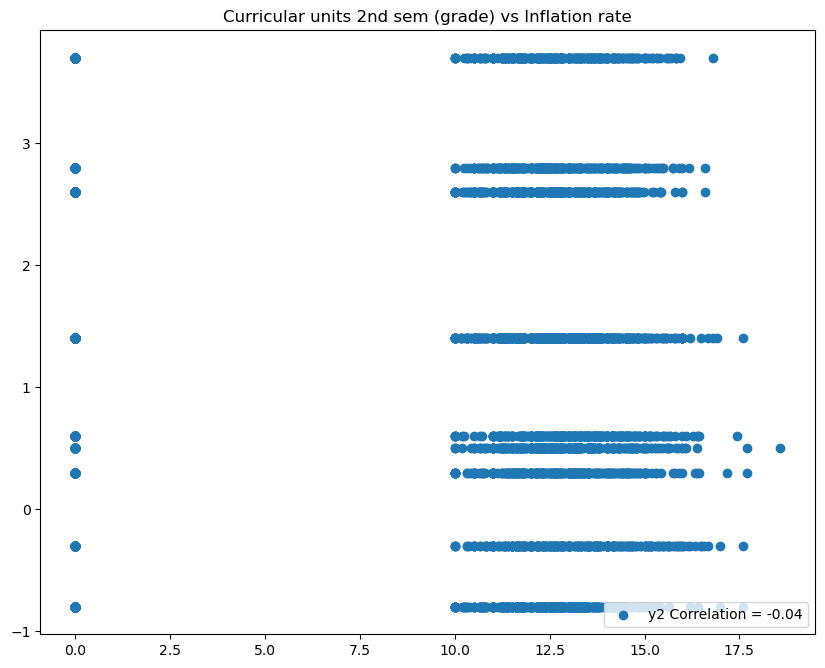 Curricular units 2nd sem (grade) vs Inflation rate
3
2
1
0
−1
y2 Correlation = -0.04
0.0 2.5 5.0 7.5 10.0 12.5 15.0 17.5